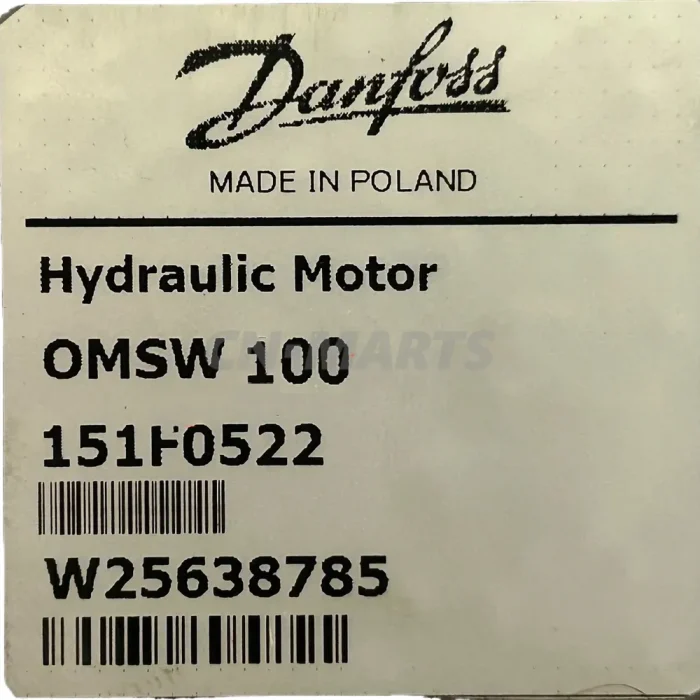 Danfoss
MADE IN POLAND
Hydraulic Motor
OMSW 100
151F0522
W25638785